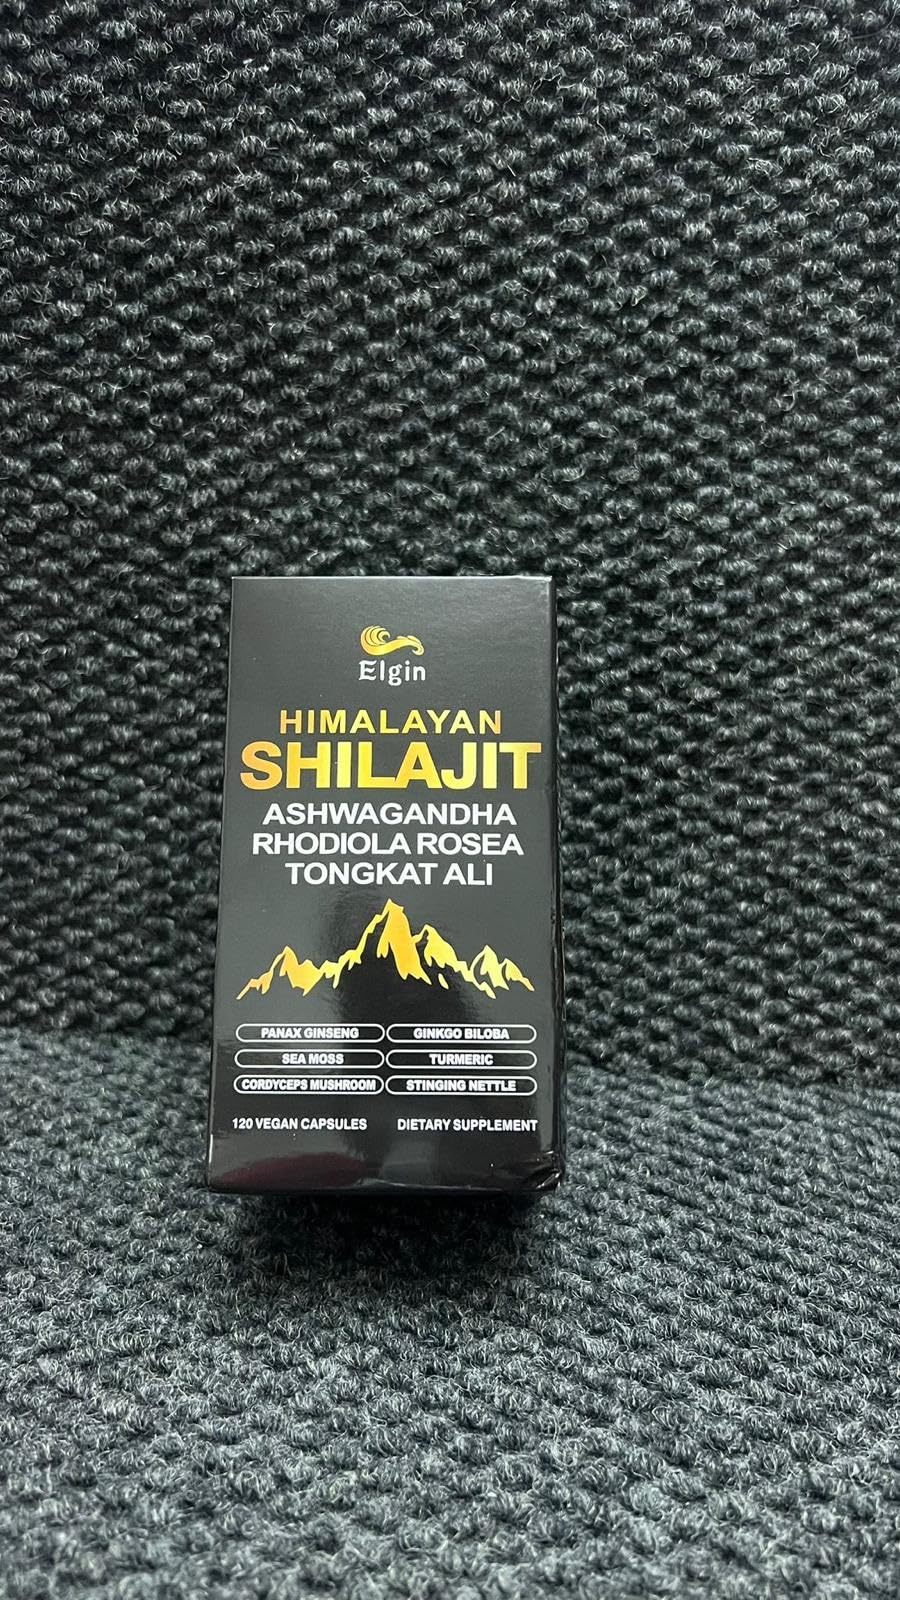 Elgin
HIMALAYAN
SHILAJIT
ASHWAGANDHA
RHODIOLA ROSEA
TONGKAT ALI
PANAX GINSENG GINKGO BILOBA
SEA MOSS TURMERIC
CORDYCEPS MUSHROOM STINGING NETTLE
120 VEGAN CAPSULES DIETARY SUPPLEMENT